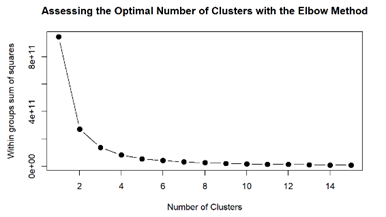 Assessing the Optimal Number of Clusters with the Elbow Method
Within groups sum of squares
8e+11
4e+11
0e+00
2 4 6 8 10 12 14
Number of Clusters